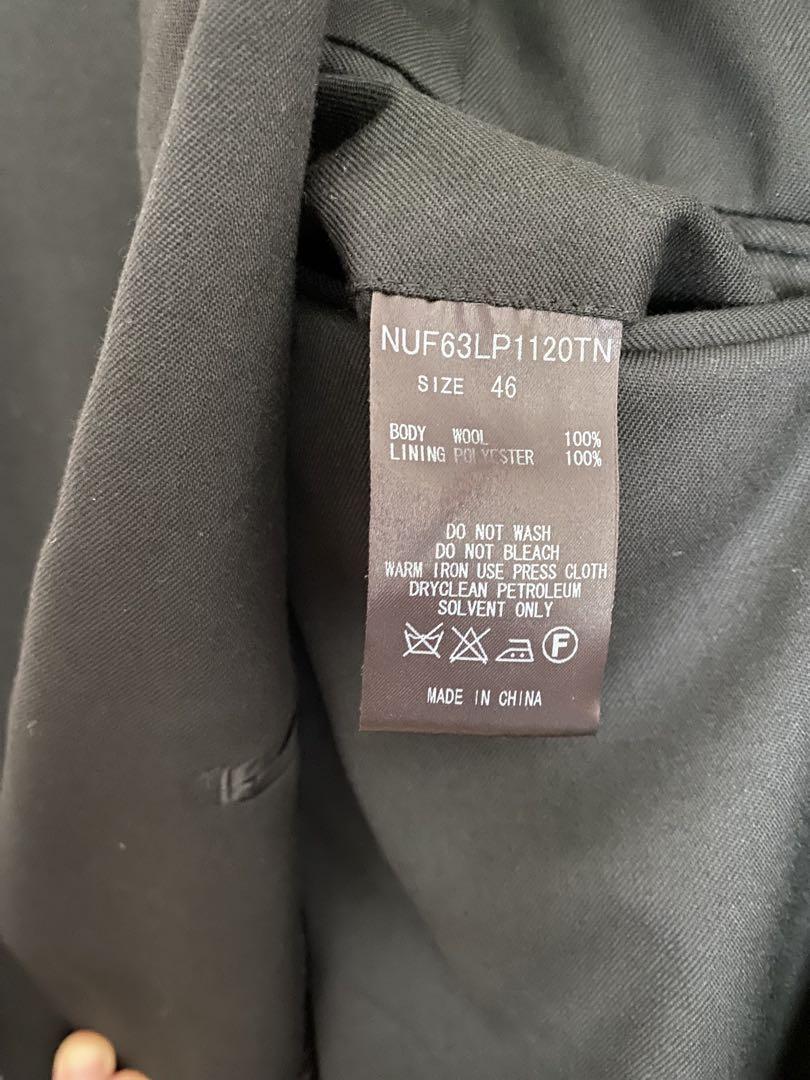 NUF63LP1120TN
SIZE 46
BODY WOOL 100%
LINING POLYESTER 100%
DO NOT WASH
DO NOT BLEACH
WARM IRON USE PRESS CLOTH
DRYCLEAN PETROLEUM
SOLVENT ONLY
F
MADE IN CHINA